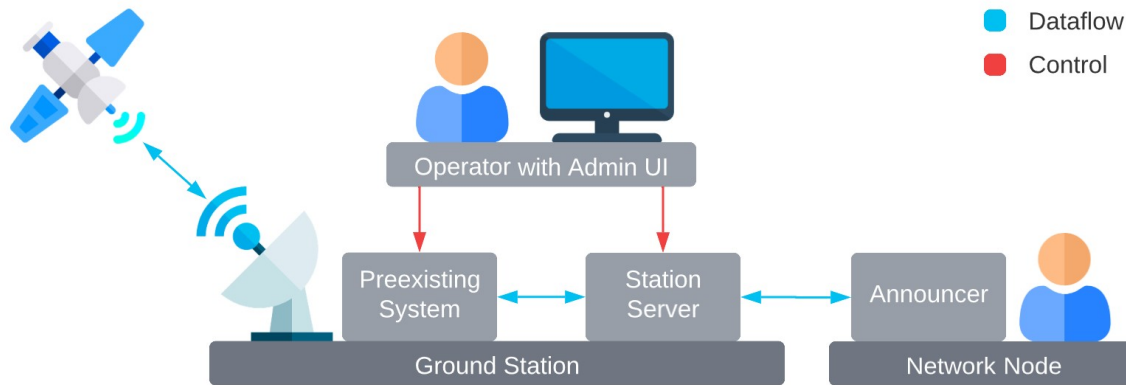 Dataflow
Control
Operator with Admin UI
Preexisting
System
Station
Server
Announcer
Ground Station
Network Node